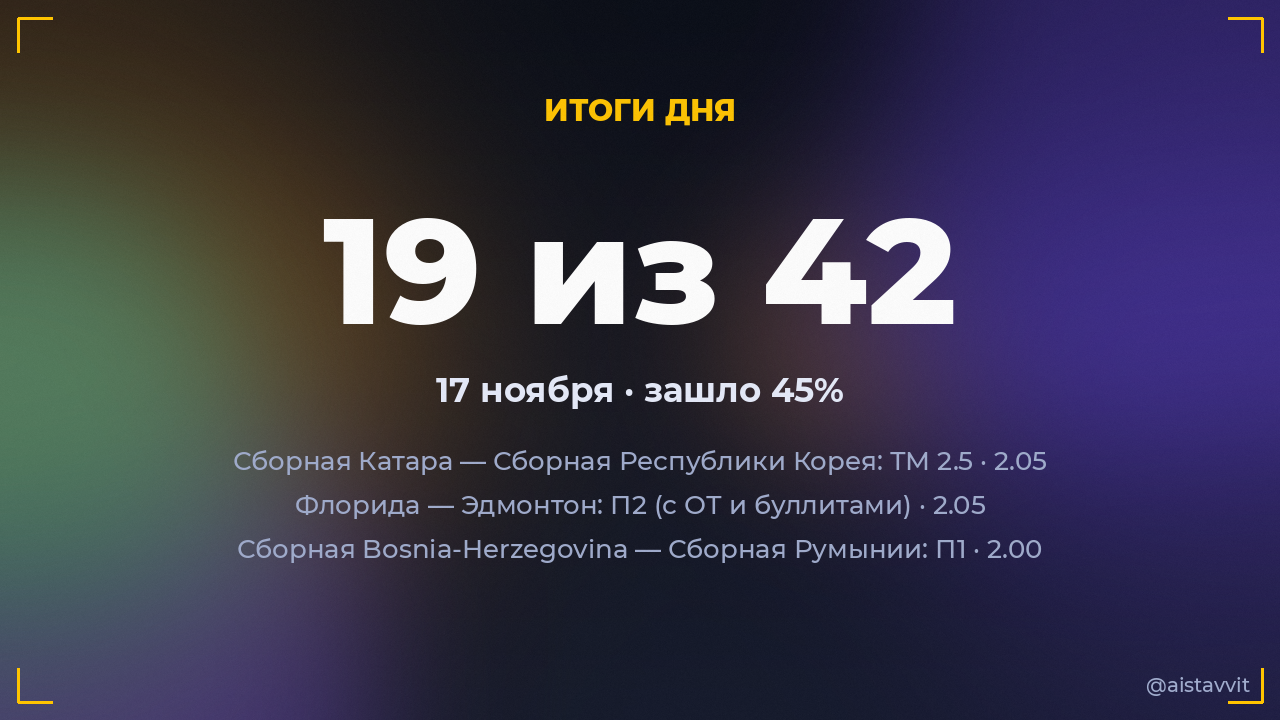 ИТОГИ ДНЯ
19 из 42
17 ноября · зашло 45%
Сборная Катара — Сборная Республики Корея: ТМ 2.5 · 2.05
Флорида — Эдмонтон: П2 (с ОТ и буллитами) · 2.05
Сборная Bosnia-Herzegovina — Сборная Румынии: П1 · 2.00
@aistavvit